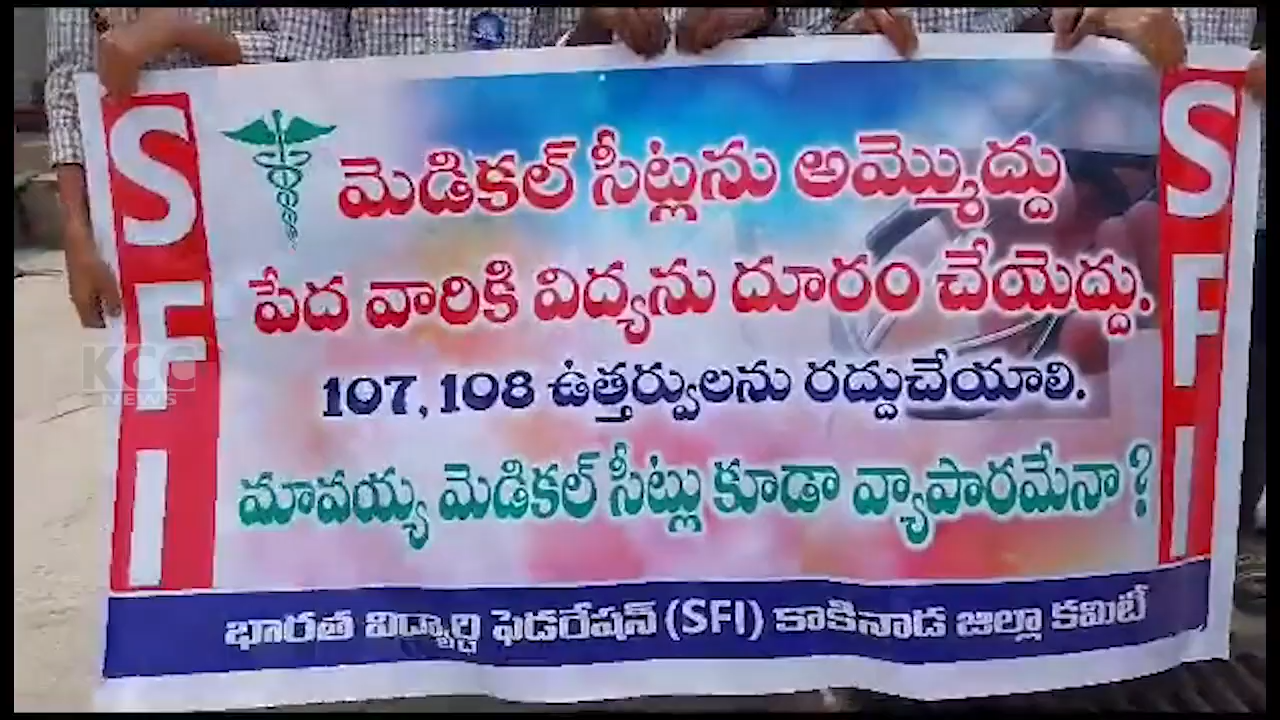 SFI
మెడికల్ సీట్లను అమ్మొద్దు
పేద వారికి విద్యను దూరం చేయెద్దు.
107, 108 ఉత్తర్వులను రద్దుచేయాలి.
మావయ్య మెడికల్ సీట్లు కూడా వ్యాపారమేనా ?
భారత విద్యార్ధి ఫెడరేషన్ (SFI) కాకినాడ జిల్లా కమిటీ
SFI
KCC
NEWS